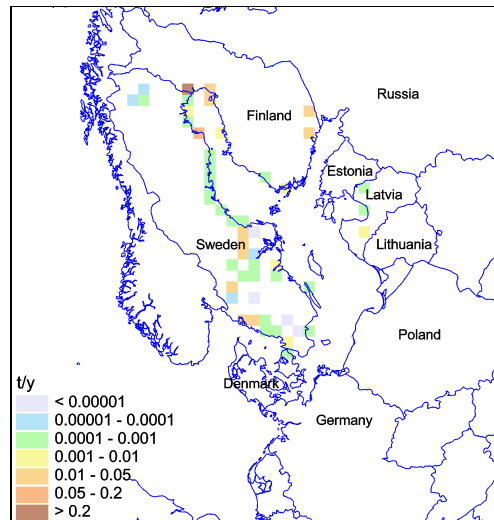 Russia
Finland
Estonia
Latvia
Sweden
Lithuania
Poland
t/y
Denmark
< 0.00001
Germany
0.00001 - 0.0001
0.0001 - 0.001
0.001 - 0.01
0.01 - 0.05
0.05 - 0.2
> 0.2